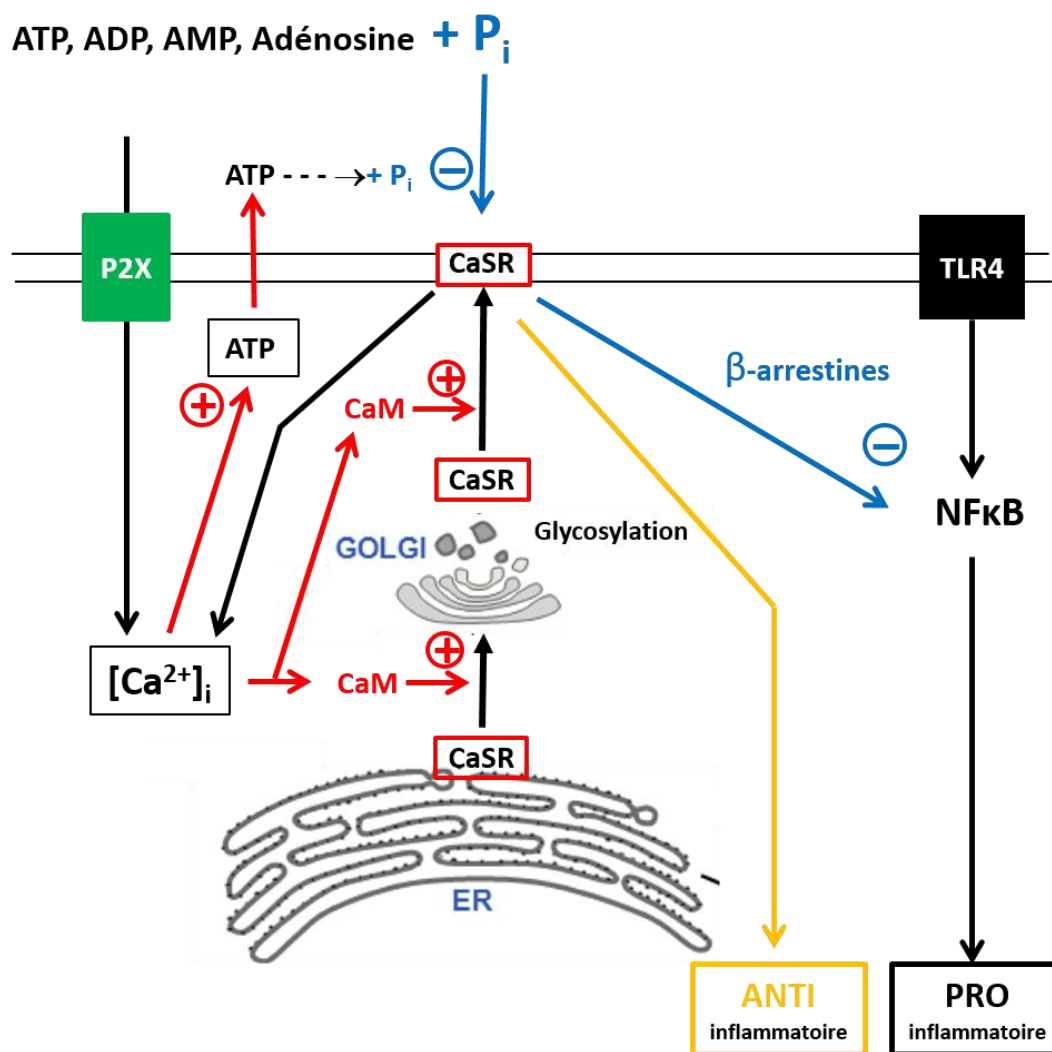 ATP, ADP, AMP, Adénosine + Pi
ATP - - - →+ Pi −
P2X
CaSR
TLR4
ATP
+
CaM
+
β-arrestines
−
CaSR
NFκB
GOLGI
Glycosylation
[Ca²⁺]i
CaM
+
CaSR
ER
ANTI
inflammatoire
PRO
inflammatoire